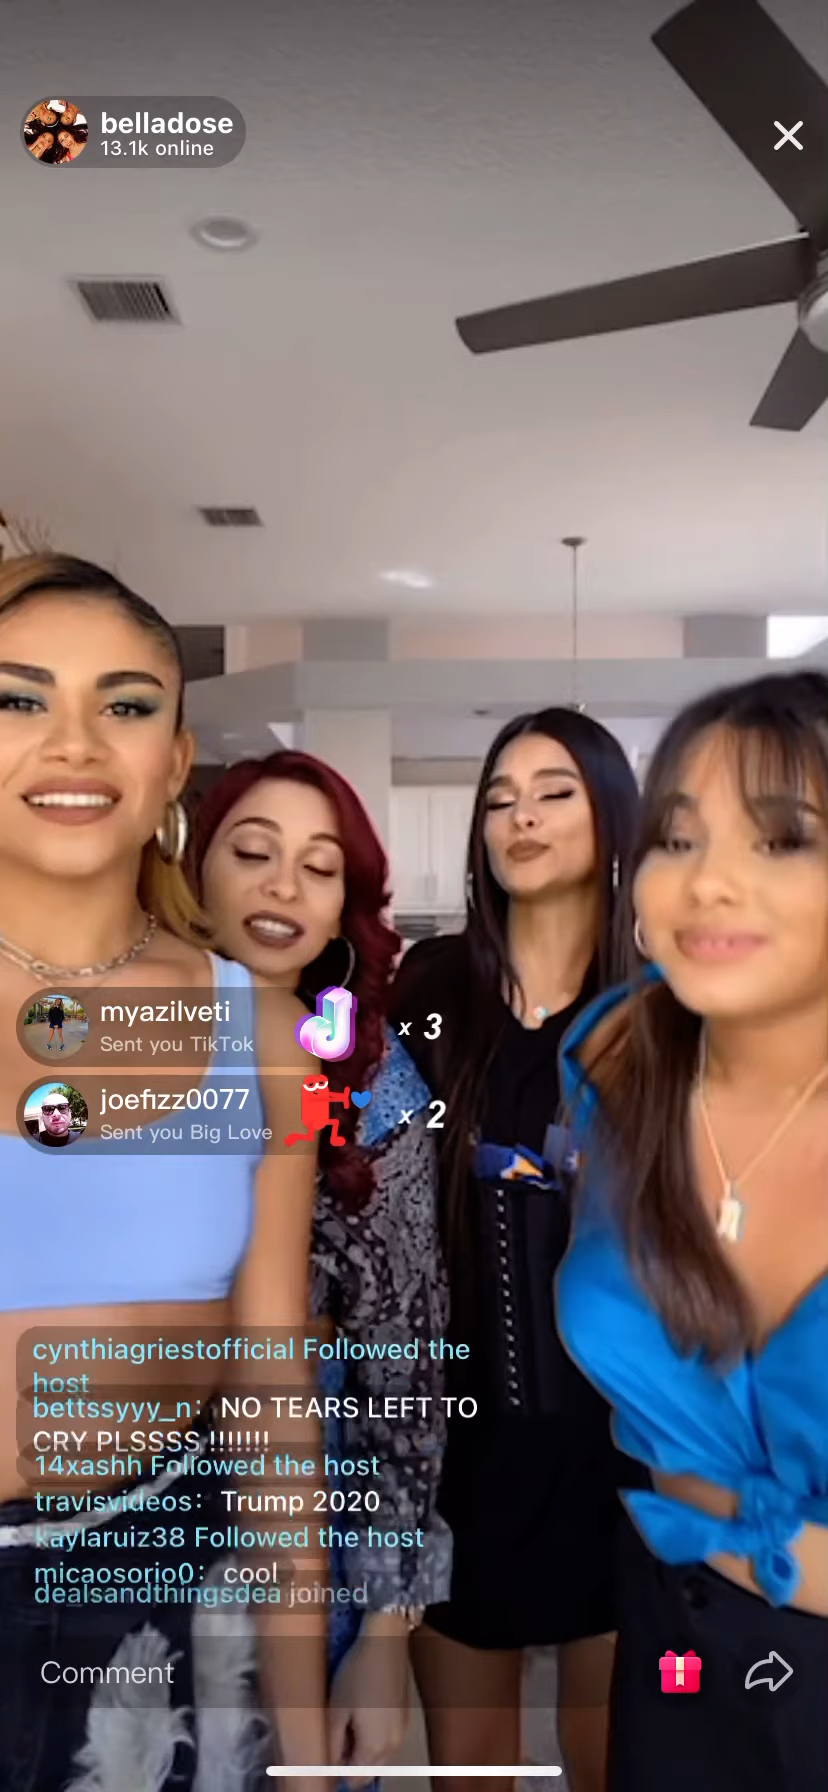 belladose
13.1k online
myazilveti
Sent you TikTok
x 3
joefizz0077
Sent you Big Love
x 2
cynthiagriestofficial Followed the
host
bettssyyy_n: NO TEARS LEFT TO
CRY PLSSSS !!!!!!!
14xashh Followed the host
travisvideos: Trump 2020
kaylaruiz38 Followed the host
micaosorio0: cool
dealsandthingsdea joined
Comment